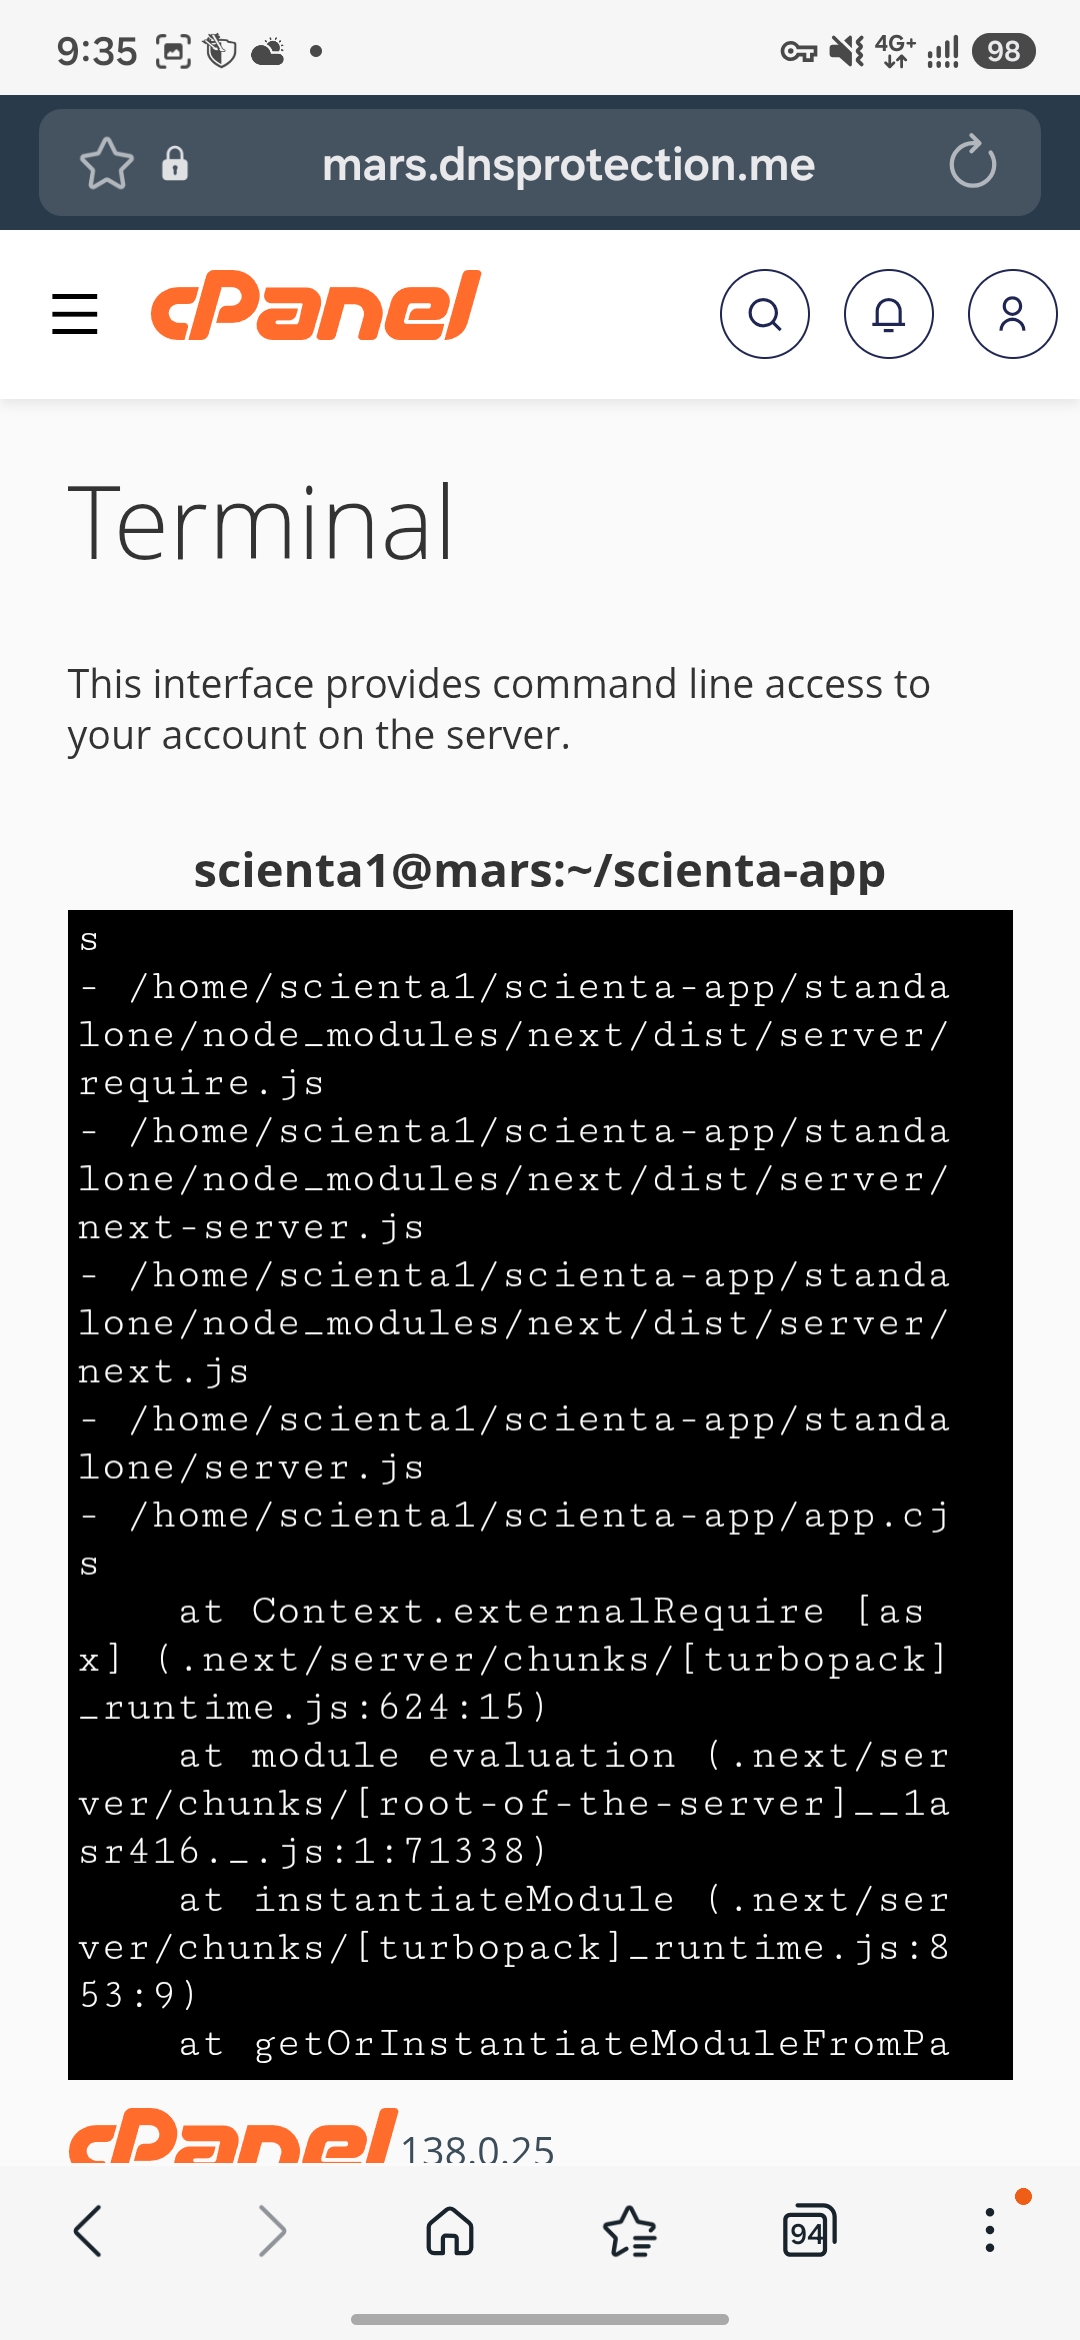 9:35
4G+
98
mars.dnsprotection.me
cPanel
Terminal
This interface provides command line access to
your account on the server.
scienta1@mars:~/scienta-app
s
- /home/scienta1/scienta-app/standa
lone/node_modules/next/dist/server/
require.js
- /home/scienta1/scienta-app/standa
lone/node_modules/next/dist/server/
next-server.js
- /home/scienta1/scienta-app/standa
lone/node_modules/next/dist/server/
next.js
- /home/scienta1/scienta-app/standa
lone/server.js
- /home/scienta1/scienta-app/app.cj
s
at Context.externalRequire [as
x] (.next/server/chunks/[turbopack]
_runtime.js:624:15)
at module evaluation (.next/ser
ver/chunks/[root-of-the-server]__1a
sr416._.js:1:71338)
at instantiateModule (.next/ser
ver/chunks/[turbopack]_runtime.js:8
53:9)
at getOrInstantiateModuleFromPa
cPanel 138.0.25
94